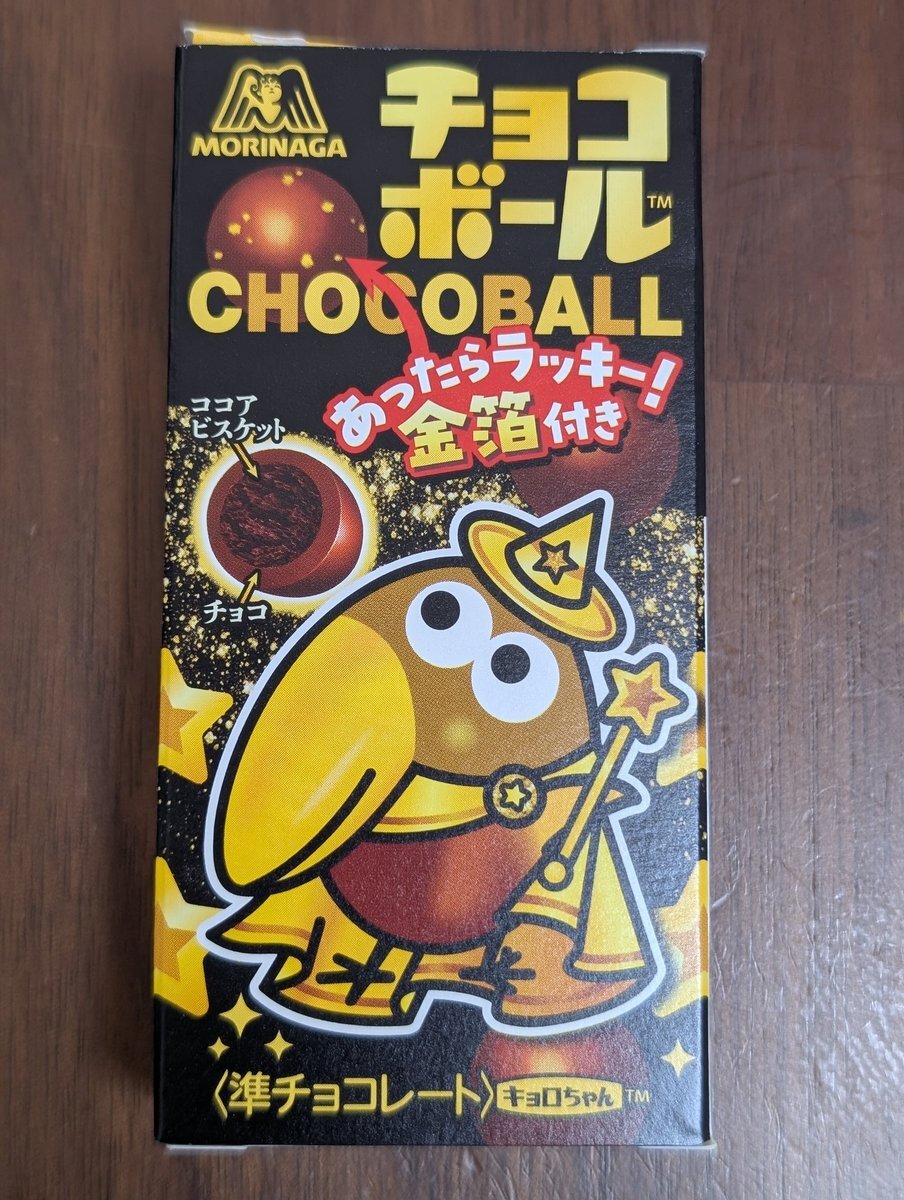 MORINAGA
チョコ
ボール™
CHOCOBALL
あったらラッキー!
金箔付き
ココア
ビスケット
チョコ
〈準チョコレート〉キョロちゃん™